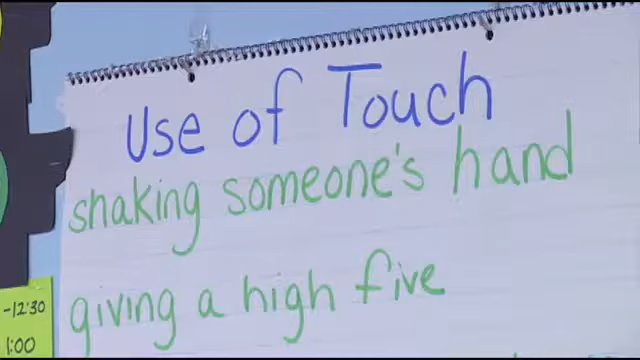 Use of Touch
shaking someone's hand
giving a high five
-12:30
1:00